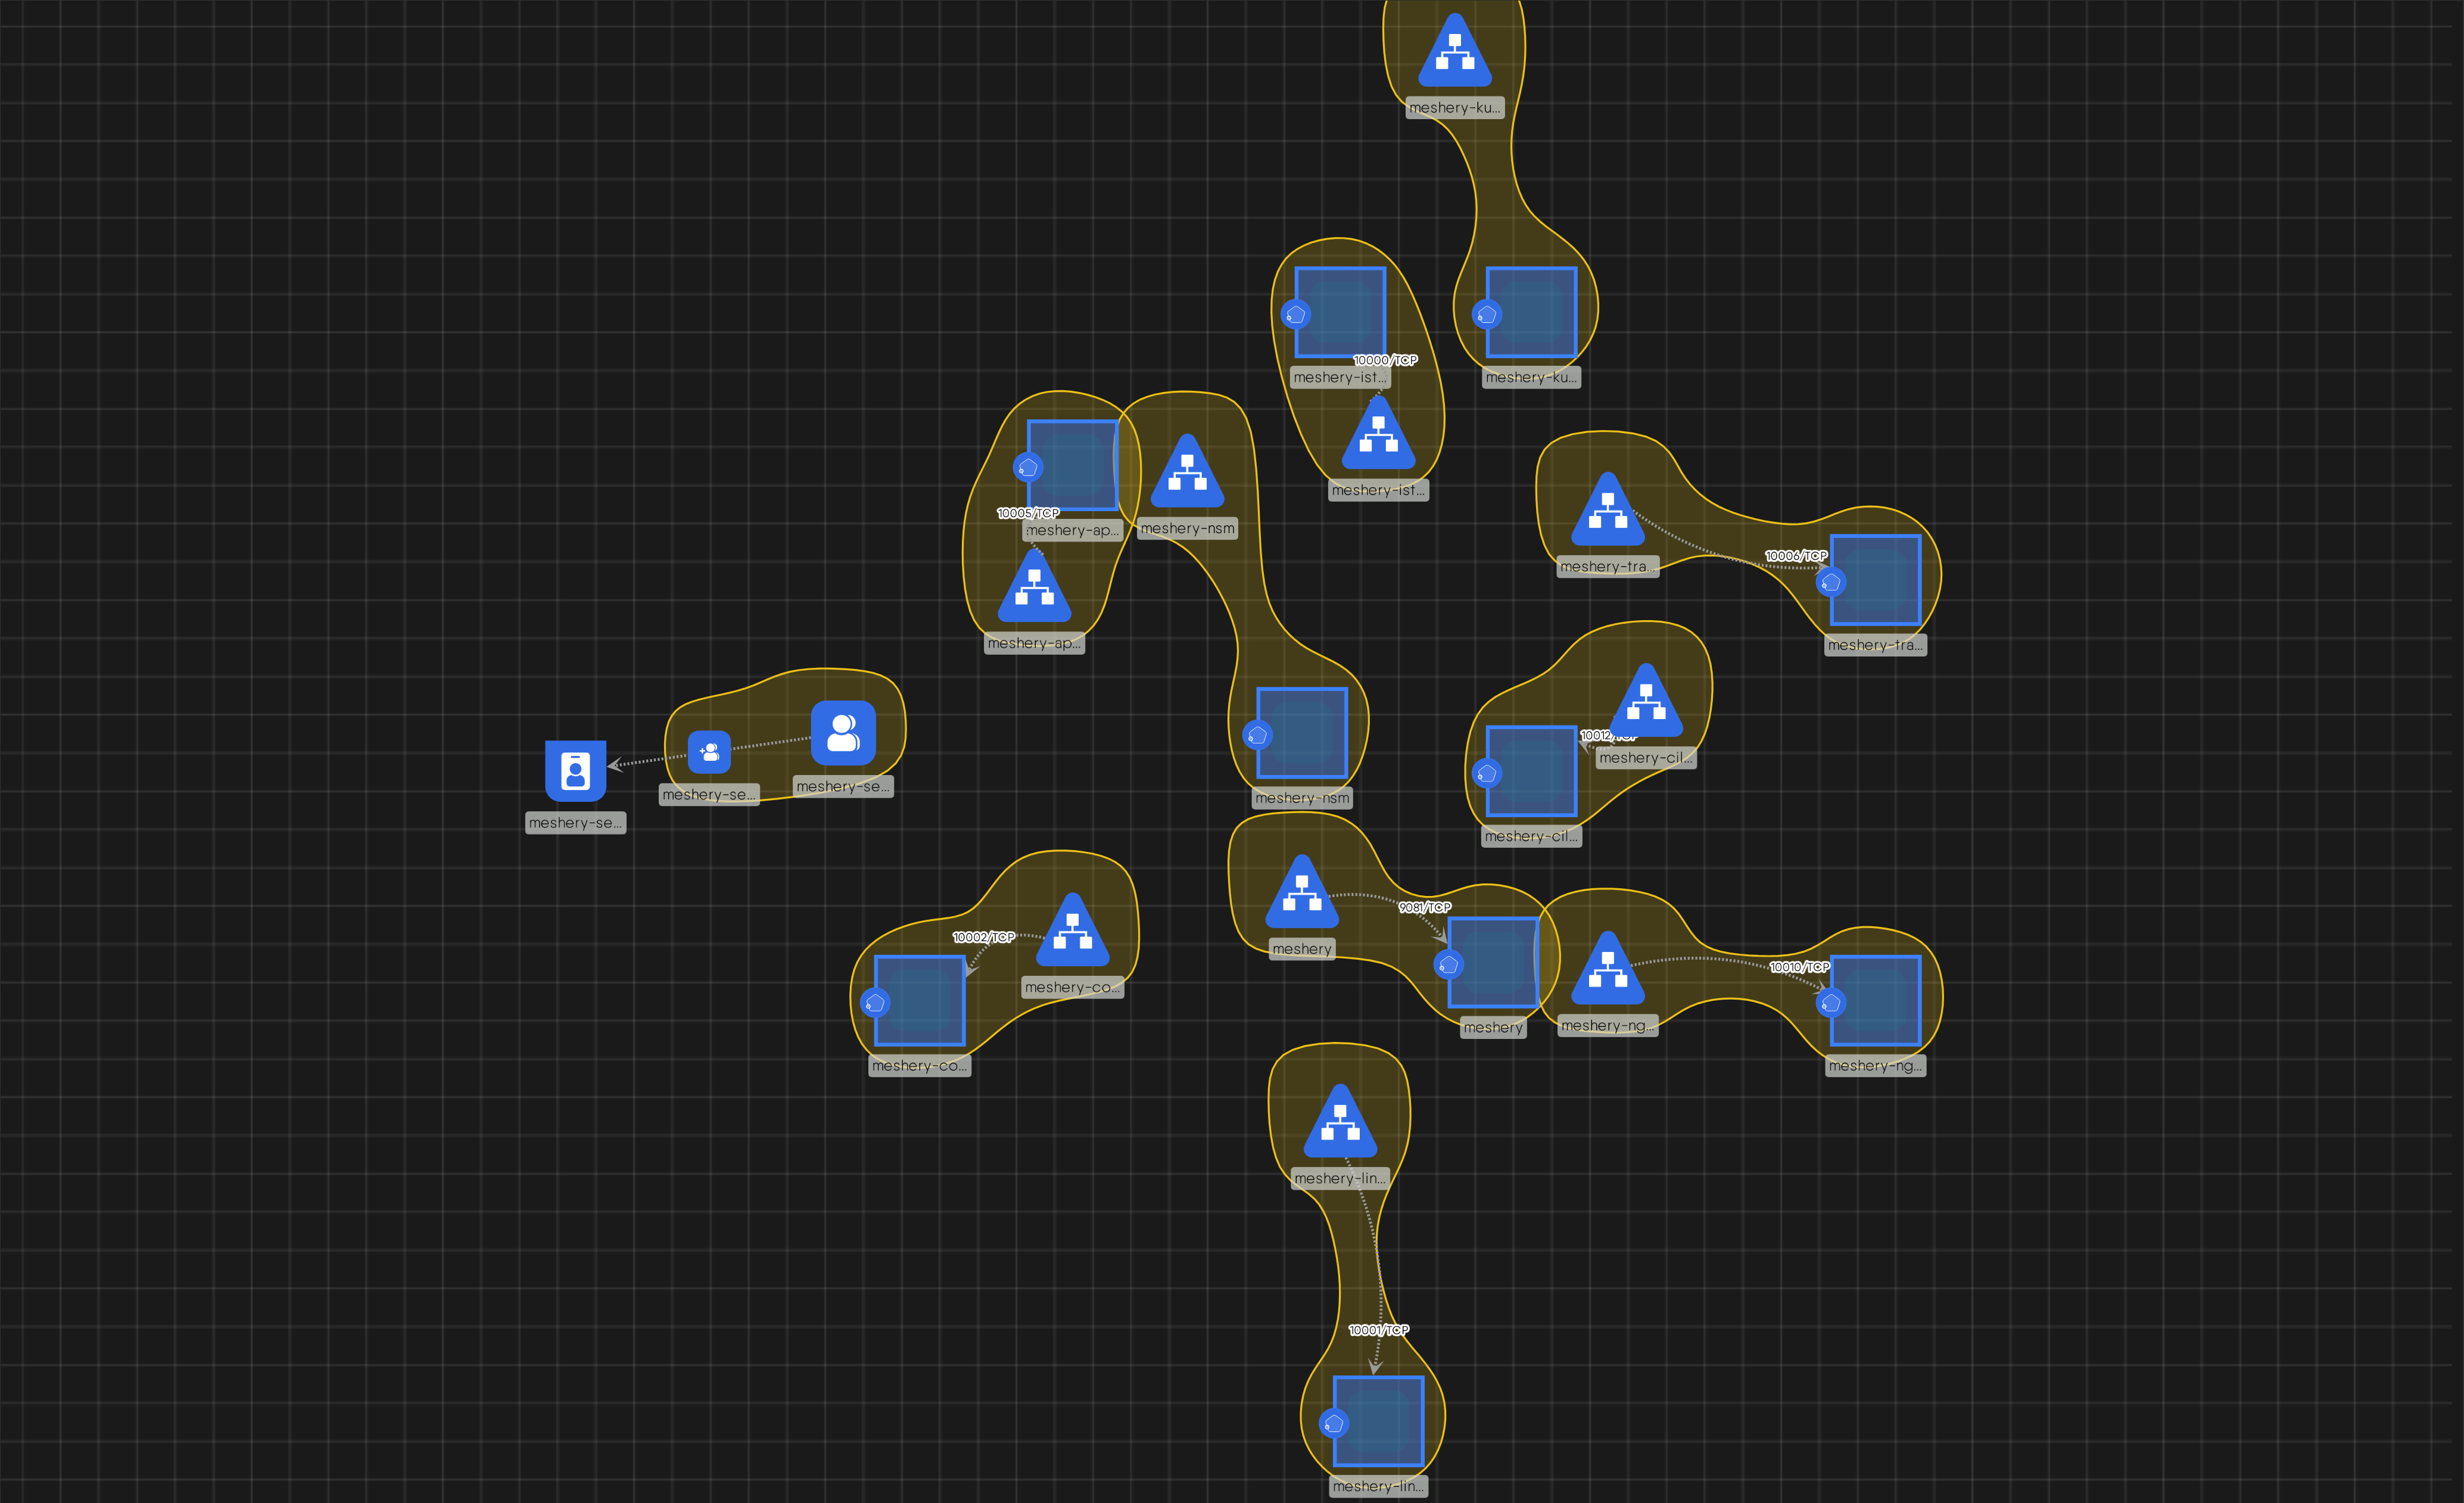 meshery-ku...
meshery-ku...
10000/TCP
meshery-ist...
meshery-ist...
10005/TCP
meshery-ap...
meshery-nsm
meshery-ap...
10006/TCP
meshery-tra...
meshery-tra...
meshery-se...
meshery-se...
meshery-se...
meshery-nsm
10012/TCP
meshery-cil...
meshery-cil...
9081/TCP
meshery
meshery
10002/TCP
meshery-co...
meshery-co...
10010/TCP
meshery-ng...
meshery-ng...
meshery-lin...
10001/TCP
meshery-lin...